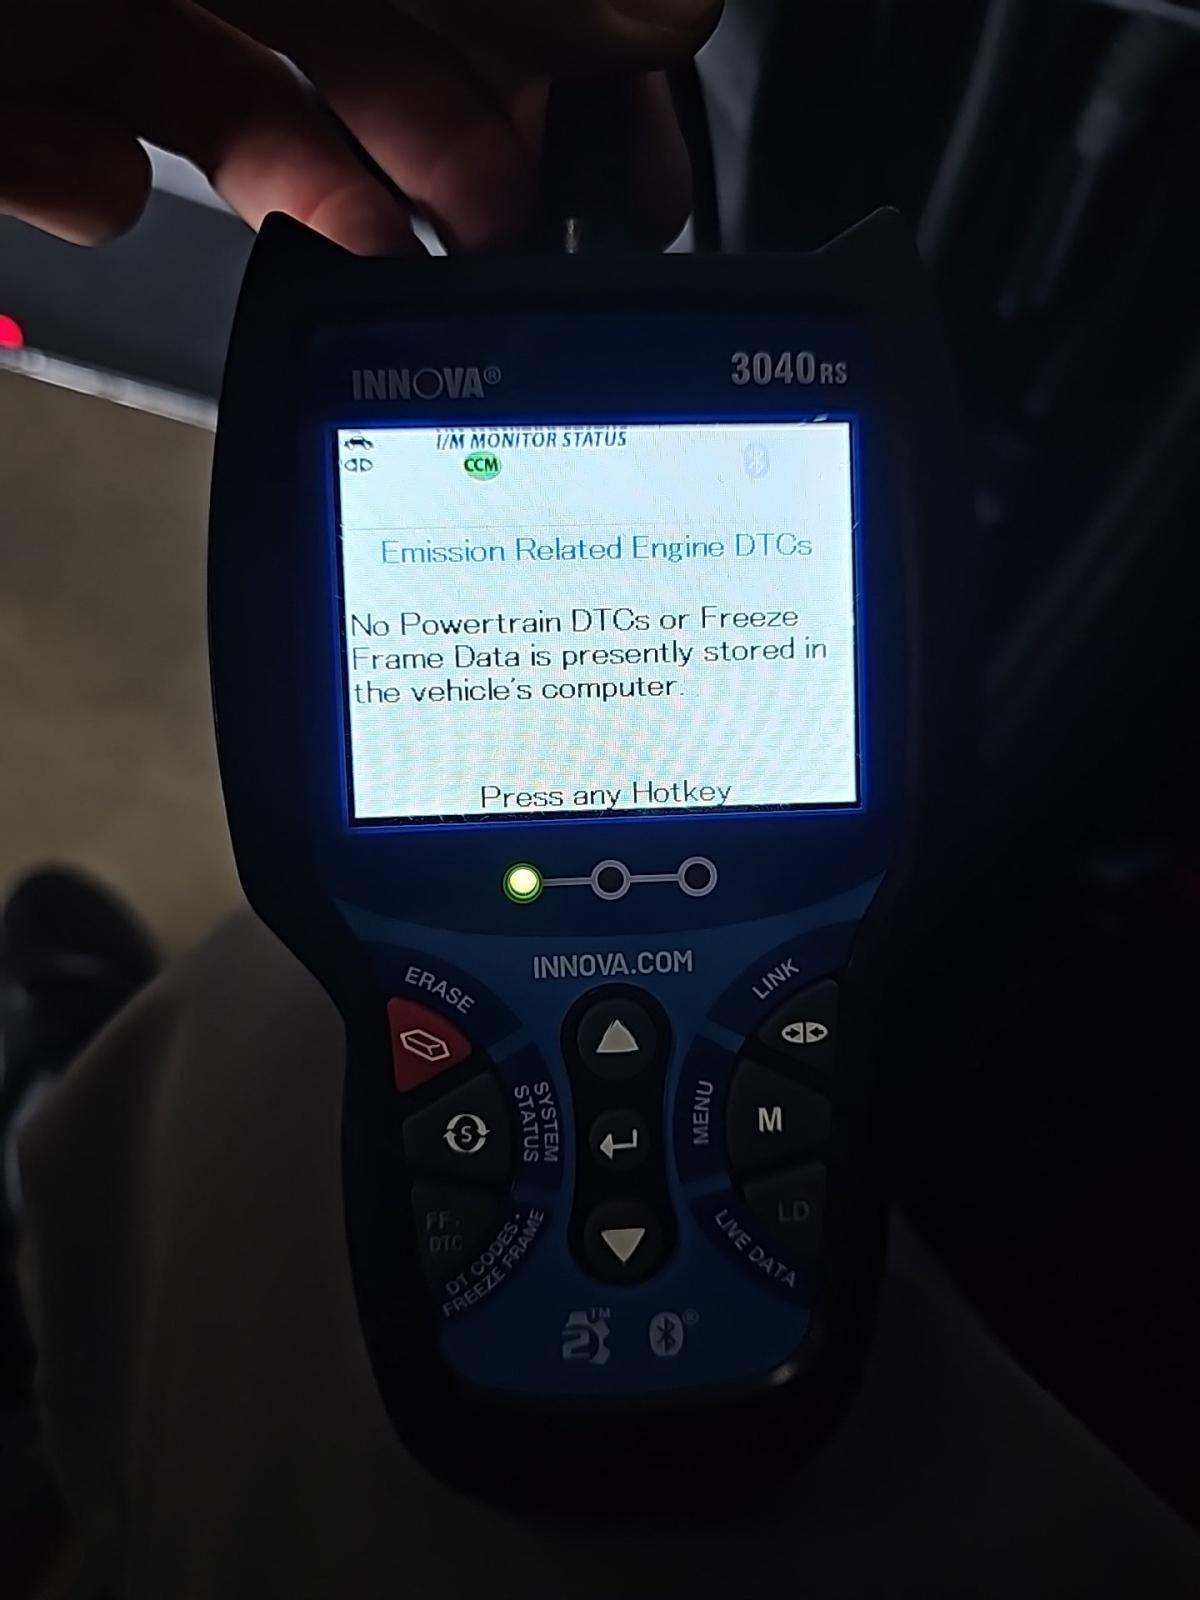 INNOVA®
3040RS
I/M MONITOR STATUS
CCM
Emission Related Engine DTCs
No Powertrain DTCs or Freeze
Frame Data is presently stored in
the vehicle's computer.
Press any Hotkey
INNOVA.COM
ERASE
LINK
S
SYSTEM
STATUS
MENU
M
FF·
DTC
DT CODES·
FREEZE FRAME
LD
LIVE DATA
2™
®